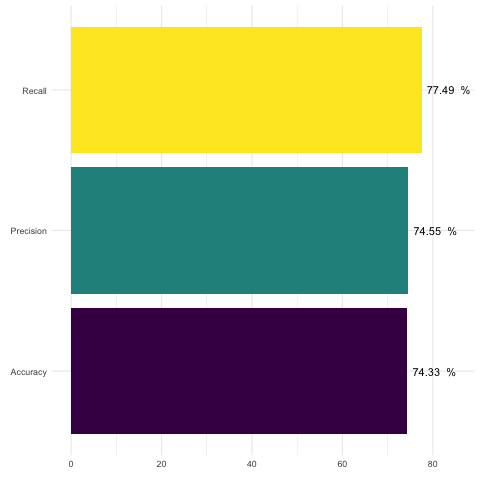 Recall 77.49 %
Precision 74.55 %
Accuracy 74.33 %
0 20 40 60 80